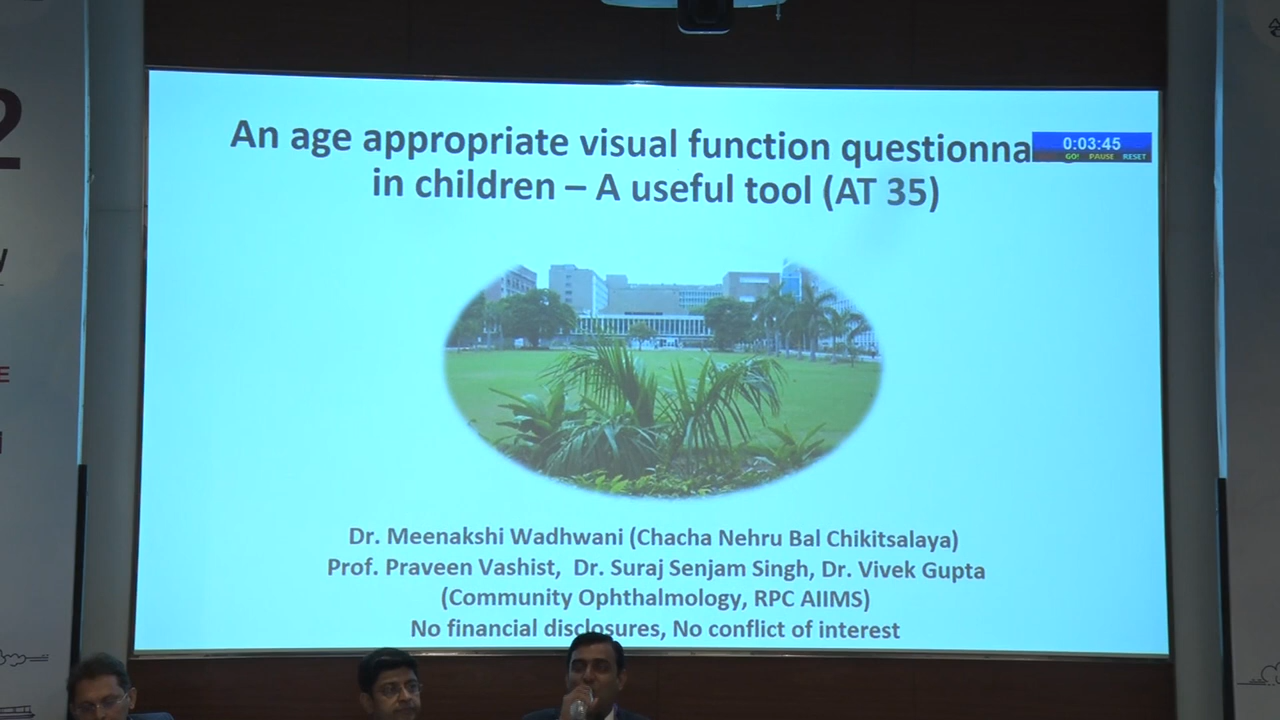 2
An age appropriate visual function questionna
0:03:45
GO! PAUSE RESET
in children – A useful tool (AT 35)
Dr. Meenakshi Wadhwani (Chacha Nehru Bal Chikitsalaya)
Prof. Praveen Vashist, Dr. Suraj Senjam Singh, Dr. Vivek Gupta
(Community Ophthalmology, RPC AIIMS)
No financial disclosures, No conflict of interest
E